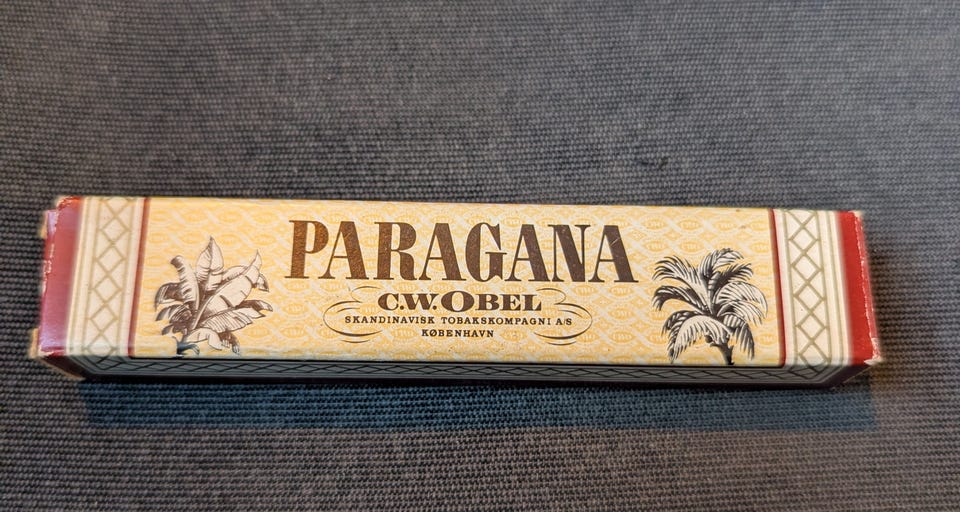 PARAGANA
C.W.OBEL
SKANDINAVISK TOBAKSKOMPAGNI A/S
KØBENHAVN